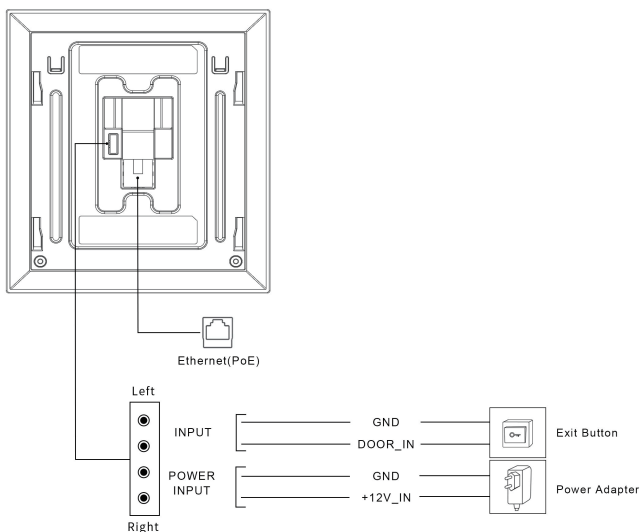 Ethernet(PoE)
Left
INPUT
GND
DOOR_IN
Exit Button
POWER
INPUT
GND
+12V_IN
Power Adapter
Right